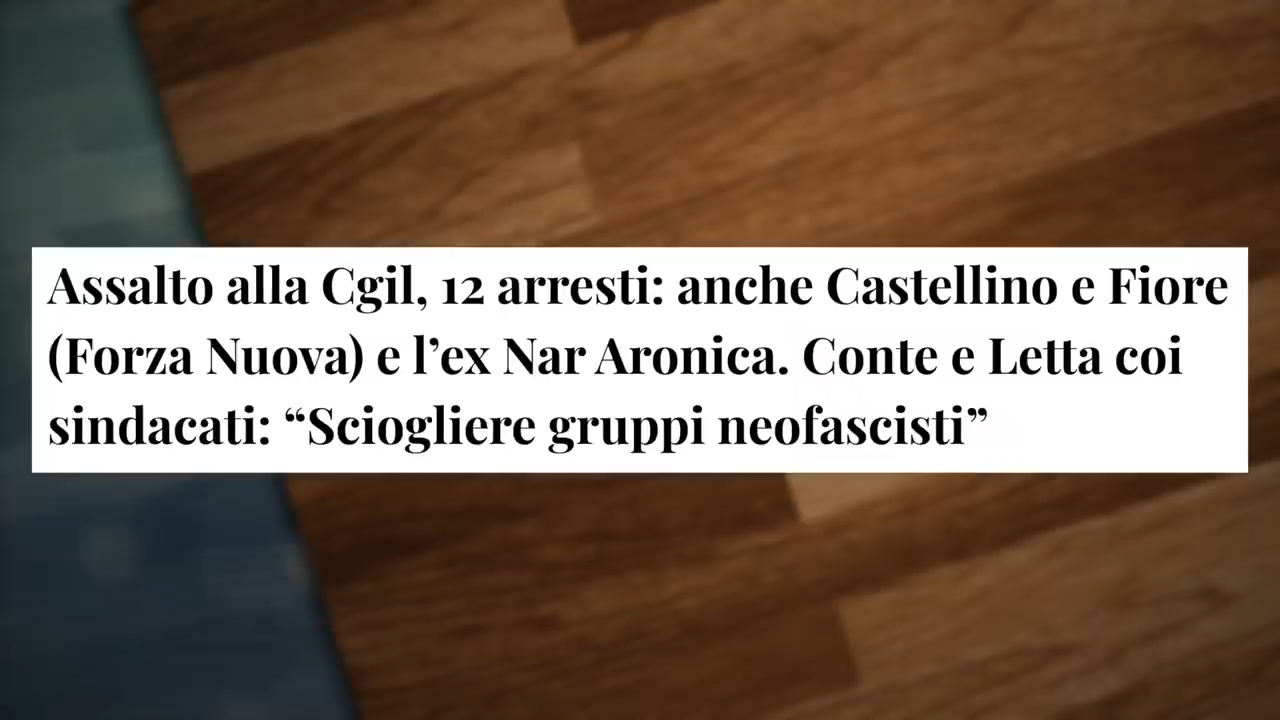 Assalto alla Cgil, 12 arresti: anche Castellino e Fiore
(Forza Nuova) e l’ex Nar Aronica. Conte e Letta coi
sindacati: “Sciogliere gruppi neofascisti”